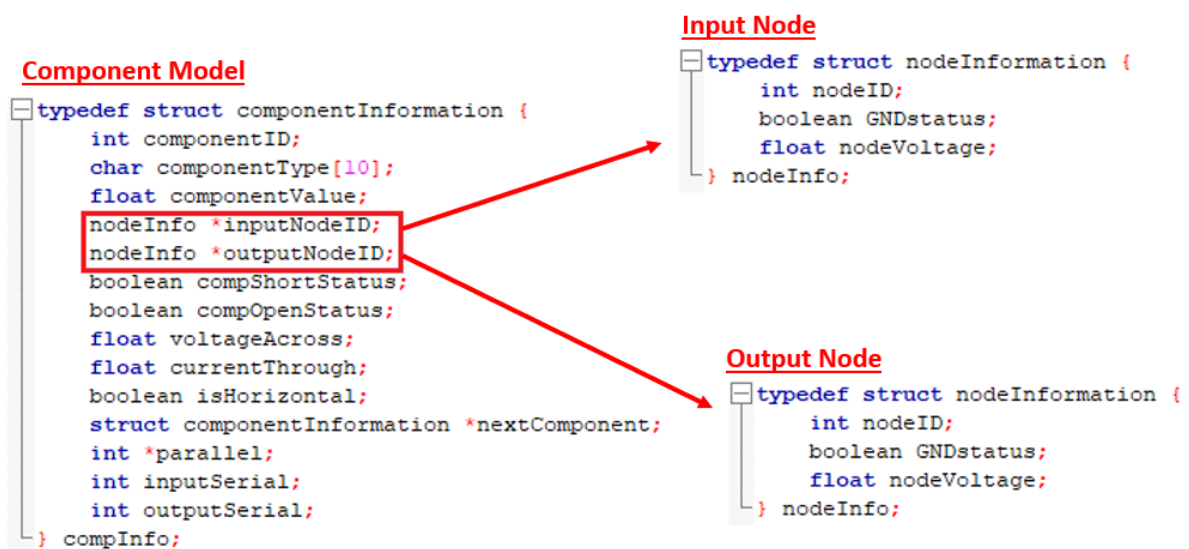 Component Model
typedef struct componentInformation {
int componentID;
char componentType[10];
float componentValue;
nodeInfo *inputNodeID;
nodeInfo *outputNodeID;
boolean compShortStatus;
boolean compOpenStatus;
float voltageAcross;
float currentThrough;
boolean isHorizontal;
struct componentInformation *nextComponent;
int *parallel;
int inputSerial;
int outputSerial;
} compInfo;
Input Node
typedef struct nodeInformation {
int nodeID;
boolean GNDstatus;
float nodeVoltage;
} nodeInfo;
Output Node
typedef struct nodeInformation {
int nodeID;
boolean GNDstatus;
float nodeVoltage;
} nodeInfo;